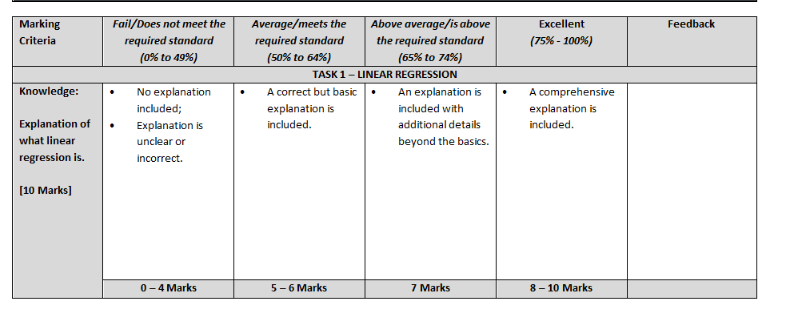 Marking Criteria
Fail/Does not meet the required standard (0% to 49%)
Average/meets the required standard (50% to 64%)
Above average/is above the required standard (65% to 74%)
Excellent (75% - 100%)
Feedback
TASK 1 – LINEAR REGRESSION
Knowledge:
Explanation of
what linear
regression is.
[10 Marks]
• No explanation
included;
• Explanation is
unclear or
incorrect.
• A correct but basic
explanation is
included.
• An explanation is
included with
additional details
beyond the basics.
• A comprehensive
explanation is
included.
0 – 4 Marks
5 – 6 Marks
7 Marks
8 – 10 Marks